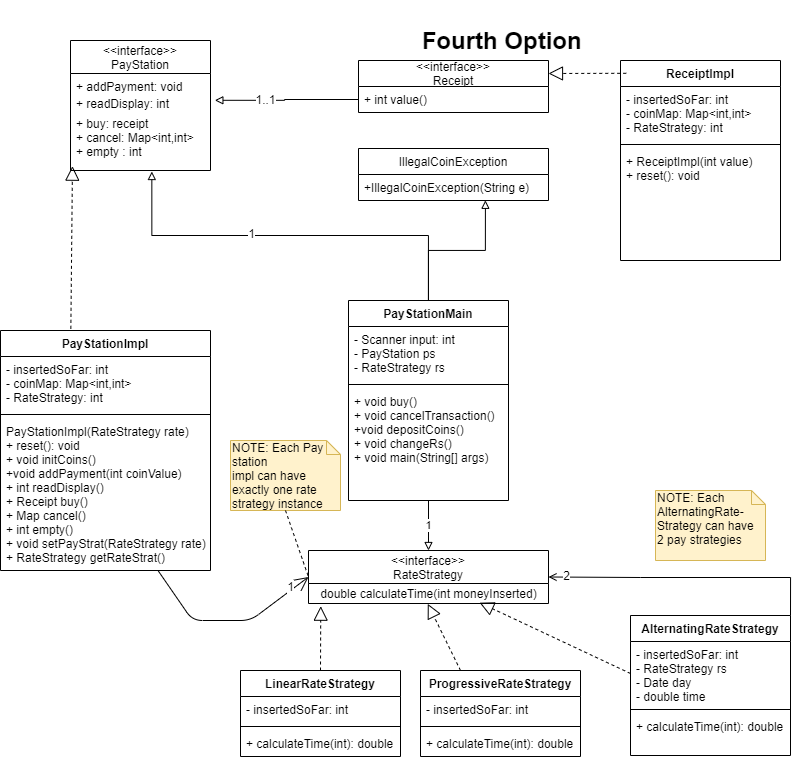 Fourth Option
<<interface>>
PayStation
+ addPayment: void
+ readDisplay: int
+ buy: receipt
+ cancel: Map<int,int>
+ empty : int
1..1
<<interface>>
Receipt
+ int value()
ReceiptImpl
- insertedSoFar: int
- coinMap: Map<int,int>
- RateStrategy: int
+ ReceiptImpl(int value)
+ reset(): void
IllegalCoinException
+IllegalCoinException(String e)
1
PayStationMain
- Scanner input: int
- PayStation ps
- RateStrategy rs
+ void buy()
+ void cancelTransaction()
+void depositCoins()
+ void changeRs()
+ void main(String[] args)
PayStationImpl
- insertedSoFar: int
- coinMap: Map<int,int>
- RateStrategy: int
PayStationImpl(RateStrategy rate)
+ reset(): void
+ void initCoins()
+void addPayment(int coinValue)
+ int readDisplay()
+ Receipt buy()
+ Map cancel()
+ int empty()
+ void setPayStrat(RateStrategy rate)
+ RateStrategy getRateStrat()
NOTE: Each Pay
station
impl can have
exactly one rate
strategy instance
NOTE: Each
AlternatingRate-
Strategy can have
2 pay strategies
1
1
2
<<interface>>
RateStrategy
double calculateTime(int moneyInserted)
LinearRateStrategy
- insertedSoFar: int
+ calculateTime(int): double
ProgressiveRateStrategy
- insertedSoFar: int
+ calculateTime(int): double
AlternatingRateStrategy
- insertedSoFar: int
- RateStrategy rs
- Date day
- double time
+ calculateTime(int): double